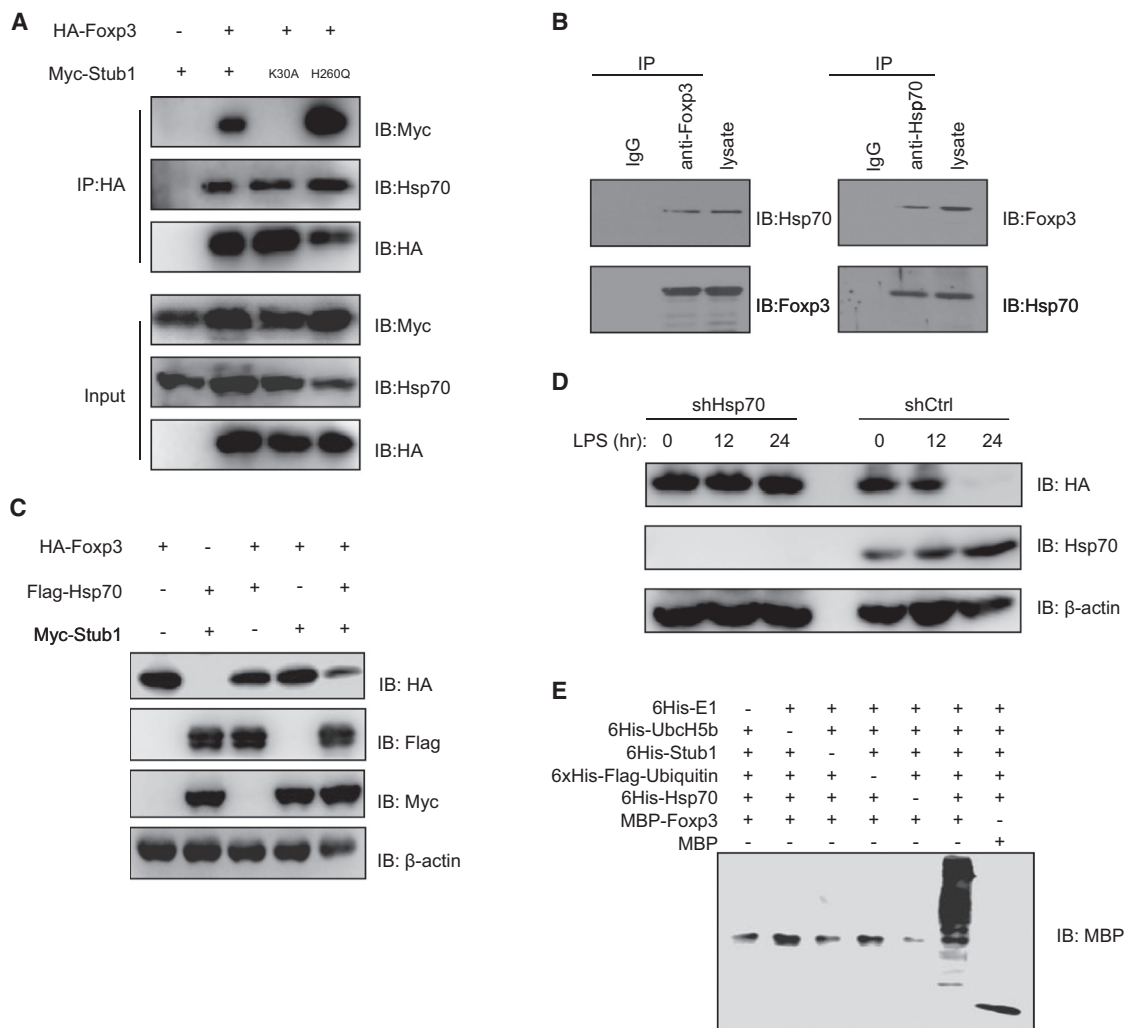 A
HA-Foxp3 - + + +
Myc-Stub1 + + K30A H260Q
IP:HA
IB:Myc
IB:Hsp70
IB:HA
Input
IB:Myc
IB:Hsp70
IB:HA
B
IP
IgG
anti-Foxp3
lysate
IB:Hsp70
IB:Foxp3
IP
IgG
anti-Hsp70
lysate
IB:Foxp3
IB:Hsp70
C
HA-Foxp3 + - + + +
Flag-Hsp70 - + + - +
Myc-Stub1 - + - + +
IB: HA
IB: Flag
IB: Myc
IB: β-actin
D
shHsp70 shCtrl
LPS (hr): 0 12 24 0 12 24
IB: HA
IB: Hsp70
IB: β-actin
E
6His-E1 - + + + + + +
6His-UbcH5b + - + + + + +
6His-Stub1 + + - + + + +
6xHis-Flag-Ubiquitin + + + - + + +
6His-Hsp70 + + + + - + +
MBP-Foxp3 + + + + + + -
MBP - - - - - - +
IB: MBP